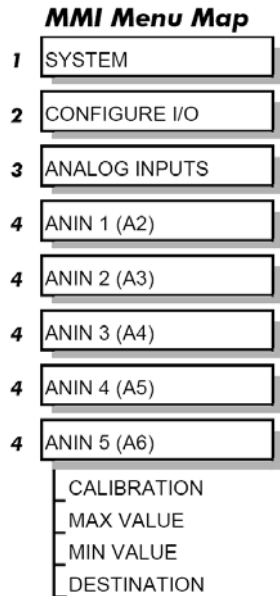 MMI Menu Map
1 SYSTEM
2 CONFIGURE I/O
3 ANALOG INPUTS
4 ANIN 1 (A2)
4 ANIN 2 (A3)
4 ANIN 3 (A4)
4 ANIN 4 (A5)
4 ANIN 5 (A6)
CALIBRATION
MAX VALUE
MIN VALUE
DESTINATION